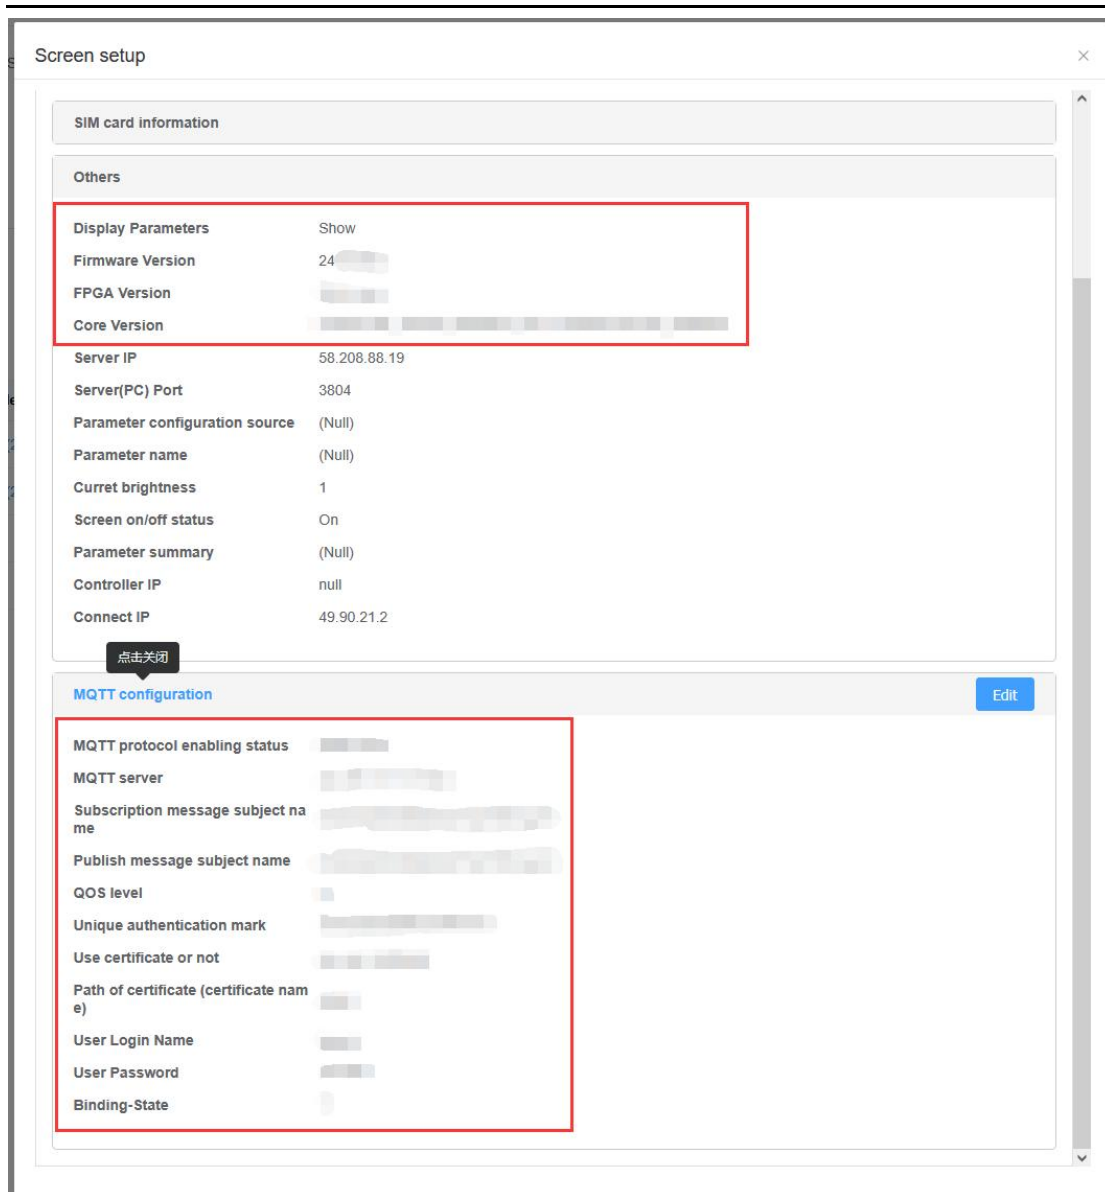 Screen setup
SIM card information
Others
Display Parameters Show
Firmware Version 24
FPGA Version
Core Version
Server IP 58.208.88.19
Server(PC) Port 3804
Parameter configuration source (Null)
Parameter name (Null)
Curret brightness 1
Screen on/off status On
Parameter summary (Null)
Controller IP null
Connect IP 49.90.21.2
点击关闭
MQTT configuration Edit
MQTT protocol enabling status
MQTT server
Subscription message subject na
me
Publish message subject name
QOS level
Unique authentication mark
Use certificate or not
Path of certificate (certificate nam
e)
User Login Name
User Password
Binding-State